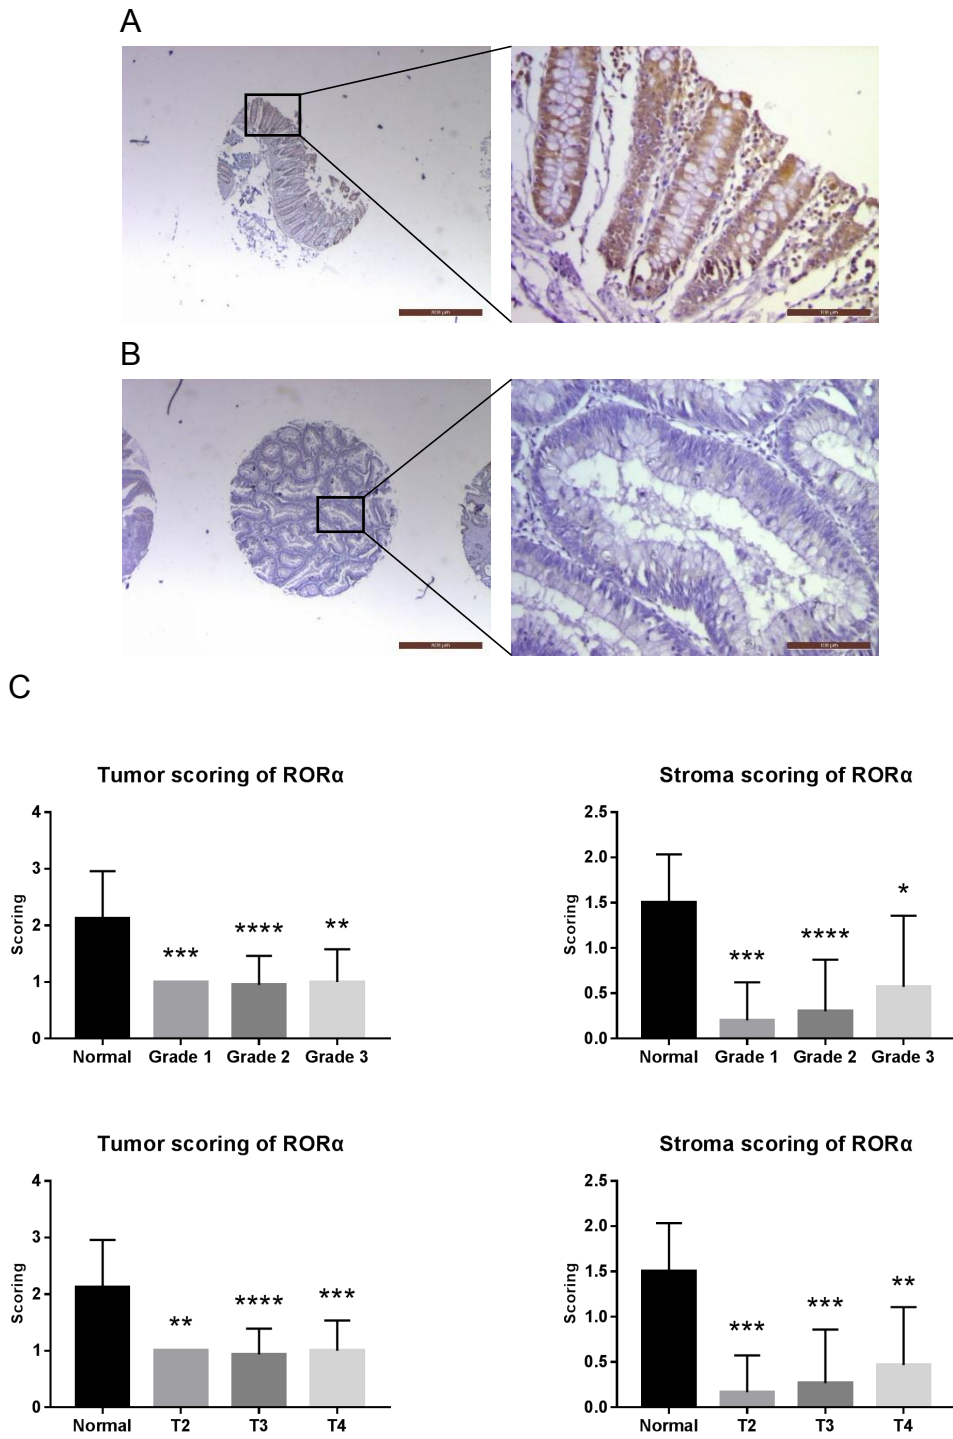 A
B
C
Tumor scoring of RORα
Scoring
4
3
2
1
0
***
****
**
Normal Grade 1 Grade 2 Grade 3
Stroma scoring of RORα
Scoring
2.5
2.0
1.5
1.0
0.5
0.0
***
****
*
Normal Grade 1 Grade 2 Grade 3
Tumor scoring of RORα
Scoring
4
3
2
1
0
**
****
***
Normal T2 T3 T4
Stroma scoring of RORα
Scoring
2.5
2.0
1.5
1.0
0.5
0.0
***
***
**
Normal T2 T3 T4